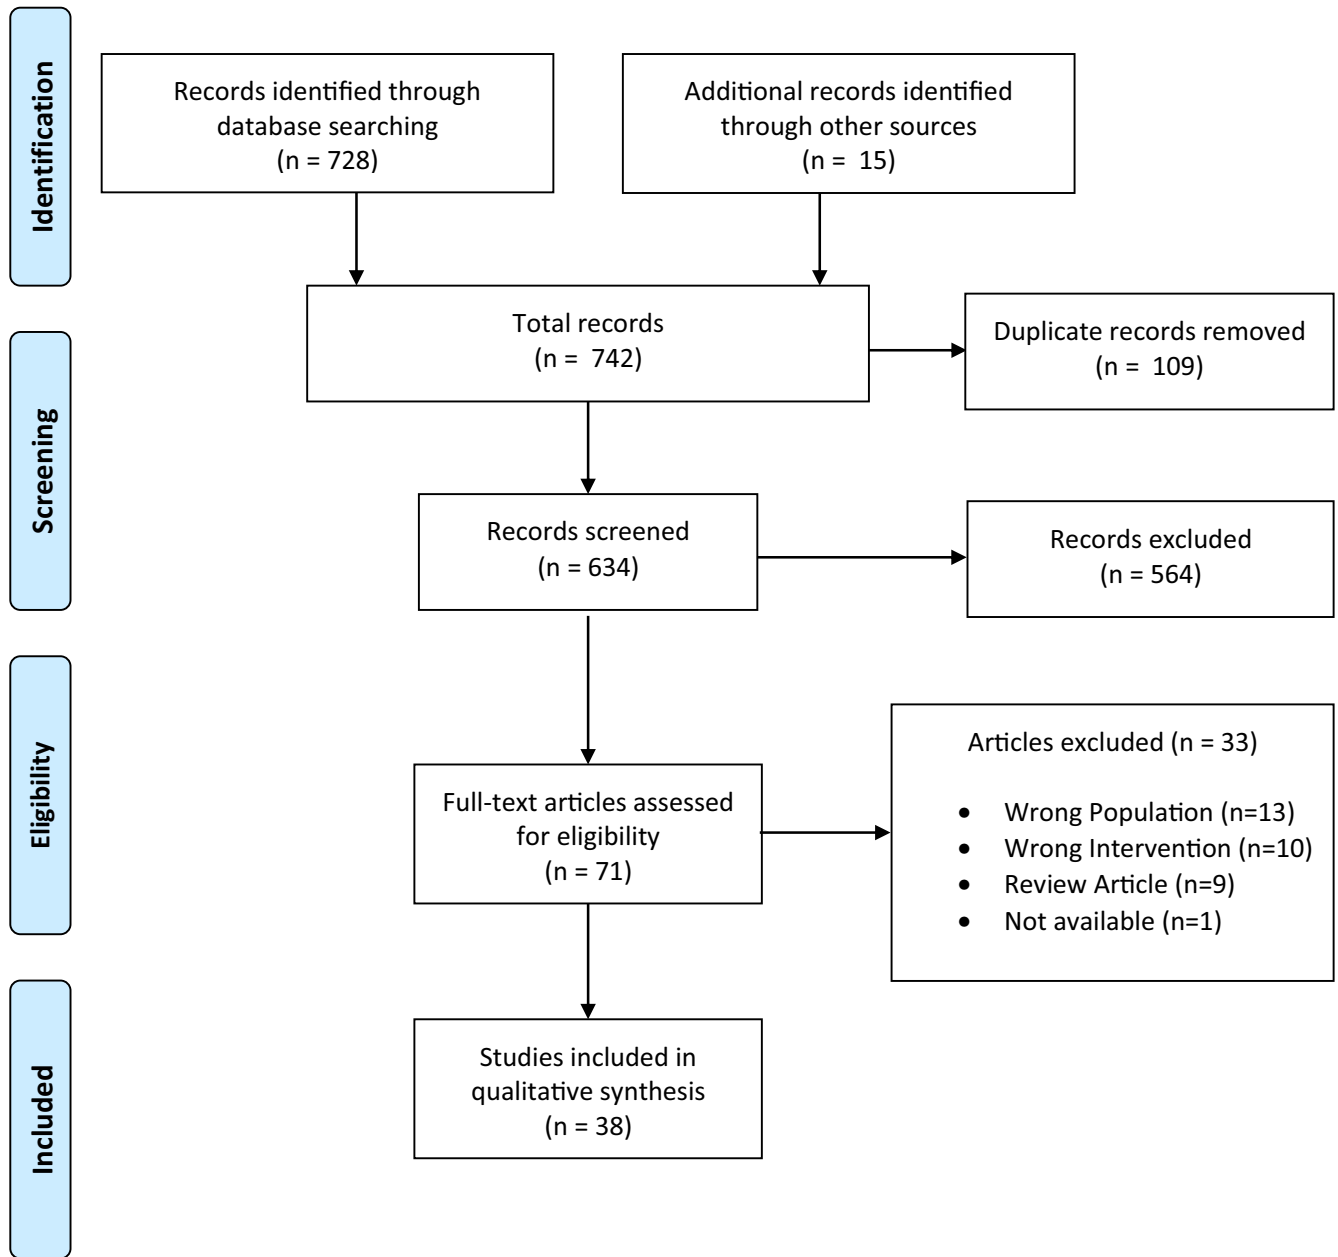 Identification
Records identified through
database searching
(n = 728)
Additional records identified
through other sources
(n = 15)
Total records
(n = 742)
Duplicate records removed
(n = 109)
Screening
Records screened
(n = 634)
Records excluded
(n = 564)
Eligibility
Full-text articles assessed
for eligibility
(n = 71)
Articles excluded (n = 33)
• Wrong Population (n=13)
• Wrong Intervention (n=10)
• Review Article (n=9)
• Not available (n=1)
Included
Studies included in
qualitative synthesis
(n = 38)